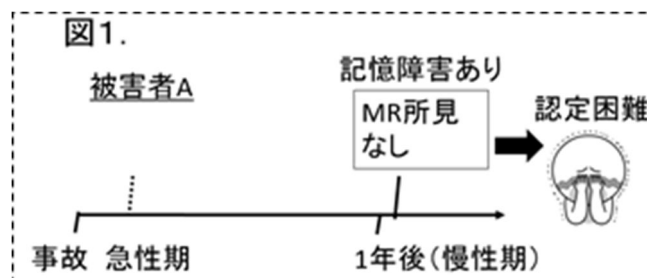 図1.
被害者A
記憶障害あり
MR所見
なし
認定困難
事故 急性期
1年後(慢性期)